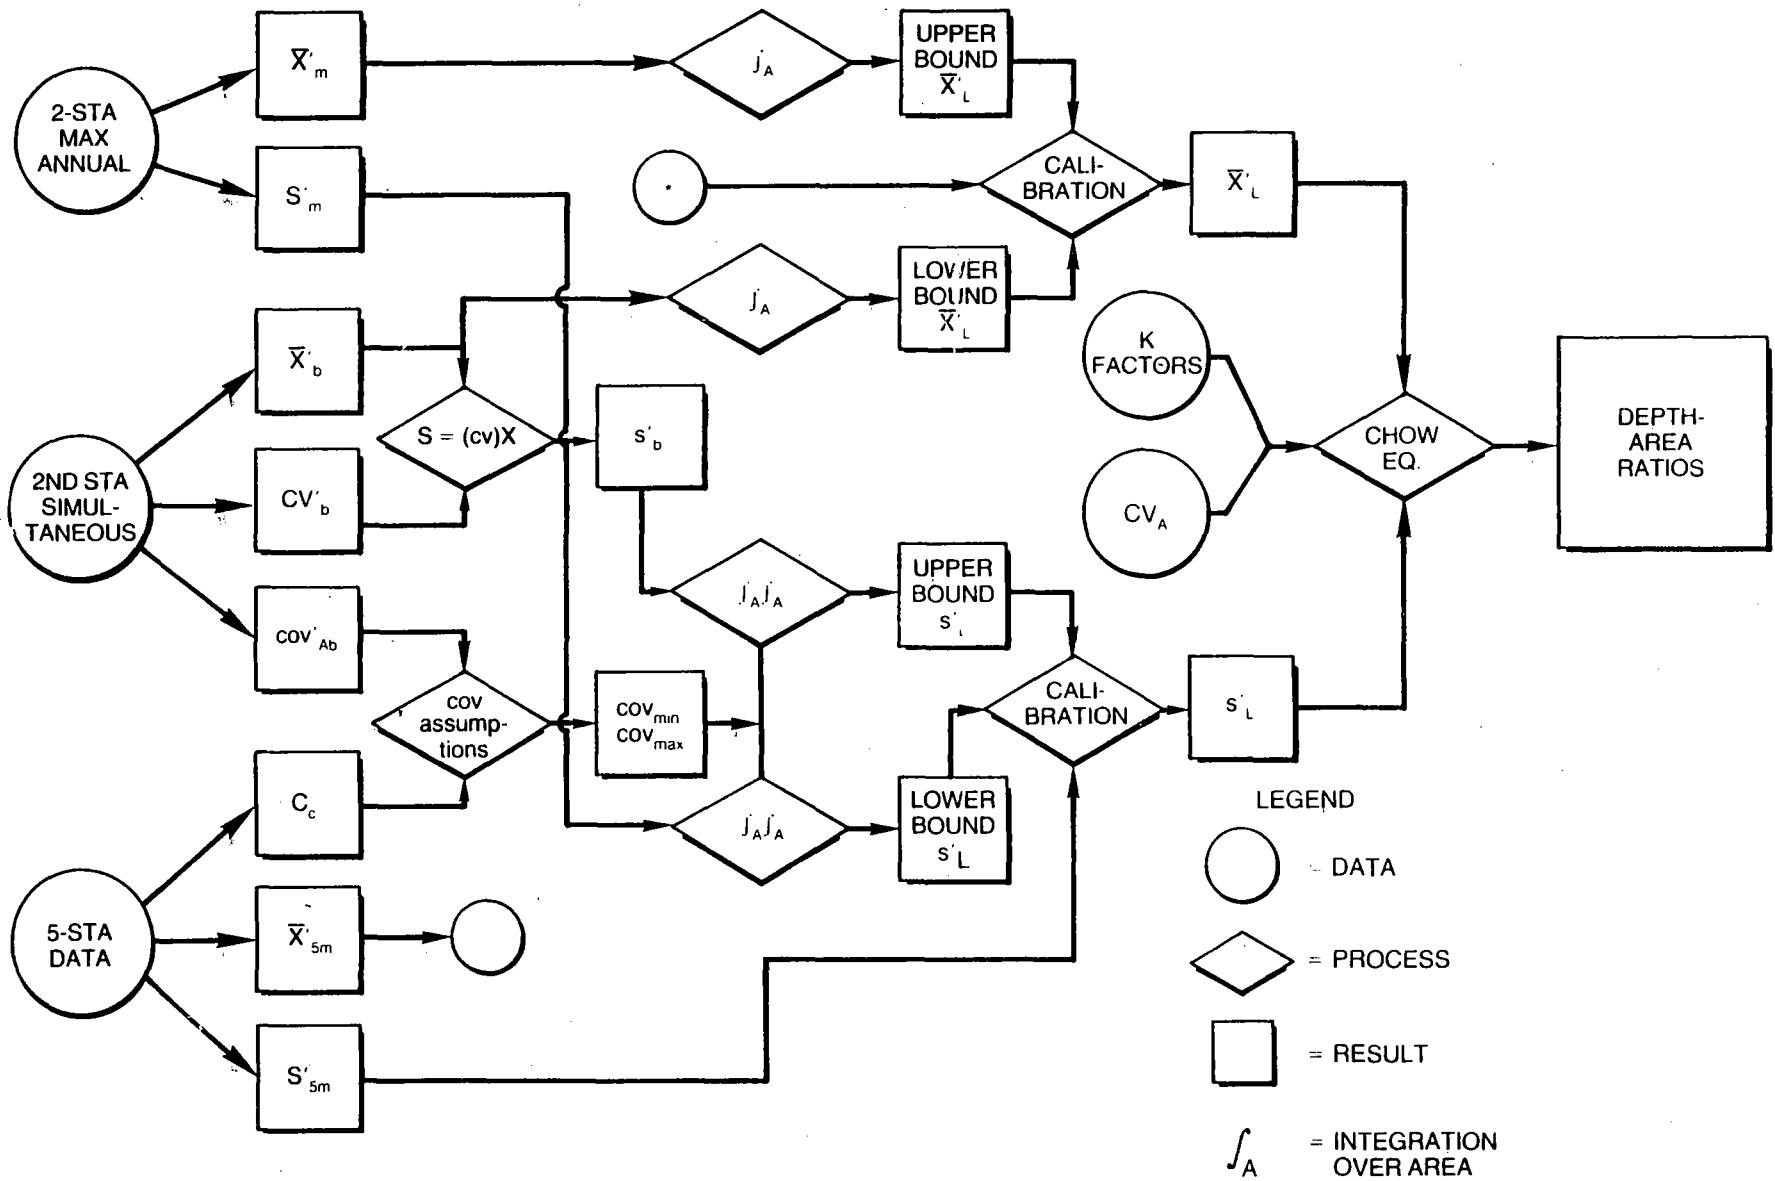 2-STA
MAX
ANNUAL
X̄'m
S'm
jA
UPPER
BOUND
X̄'L
*
CALI-
BRATION
X̄'L
jA
LOWER
BOUND
X̄'L
2ND STA
SIMUL-
TANEOUS
X̄'b
CV'b
cov'Ab
S = (cv)X
s'b
K
FACTORS
CVA
CHOW
EQ.
DEPTH-
AREA
RATIOS
∫A∫A
UPPER
BOUND
s'L
cov
assump-
tions
COVmin
COVmax
CALI-
BRATION
s'L
∫A∫A
LOWER
BOUND
s'L
5-STA
DATA
Cc
X̄'5m
S'5m
LEGEND
= DATA
= PROCESS
= RESULT
∫A = INTEGRATION
OVER AREA